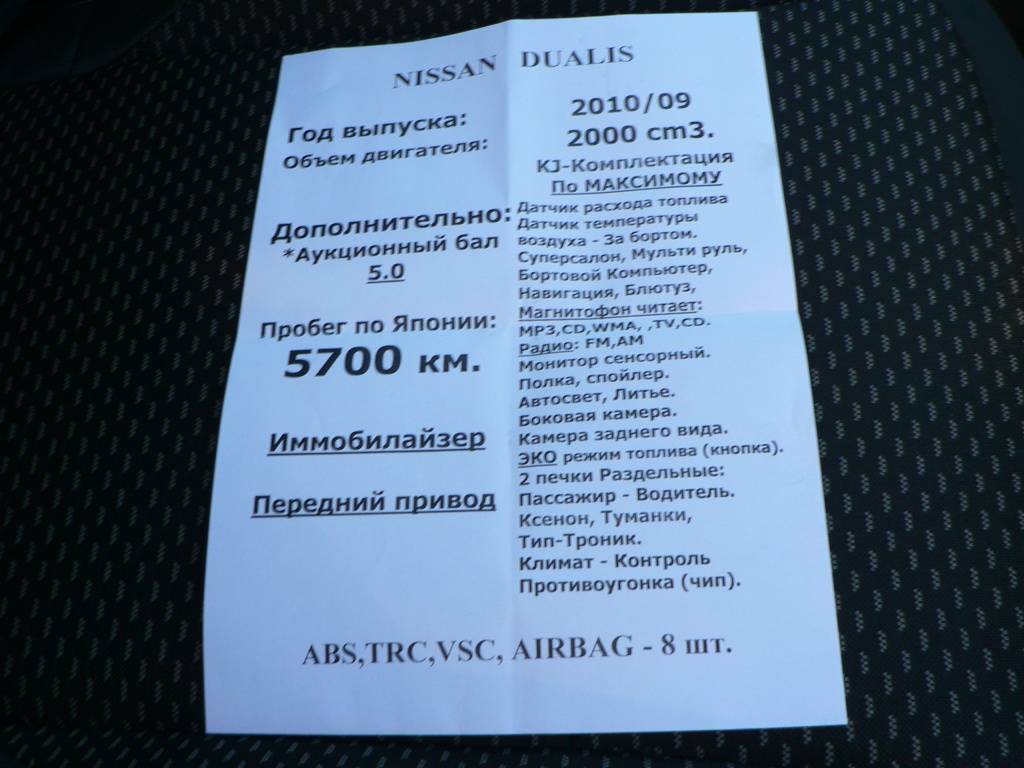 NISSAN DUALIS
Год выпуска:
Объем двигателя:
Дополнительно:
*Аукционный бал
5.0
Пробег по Японии:
5700 км.
Иммобилайзер
Передний привод
2010/09
2000 cm3.
KJ-Комплектация
По МАКСИМОМУ
Датчик расхода топлива
Датчик температуры
воздуха - За бортом.
Суперсалон, Мульти руль,
Бортовой Компьютер,
Навигация, Блютуз,
Магнитофон читает:
MP3,CD,WMA, ,TV,CD.
Радио: FM,AM
Монитор сенсорный.
Полка, спойлер.
Автосвет, Литье.
Боковая камера.
Камера заднего вида.
ЭКО режим топлива (кнопка).
2 печки Раздельные:
Пассажир - Водитель.
Ксенон, Туманки,
Тип-Троник.
Климат - Контроль
Противоугонка (чип).
ABS,TRC,VSC, AIRBAG - 8 шт.